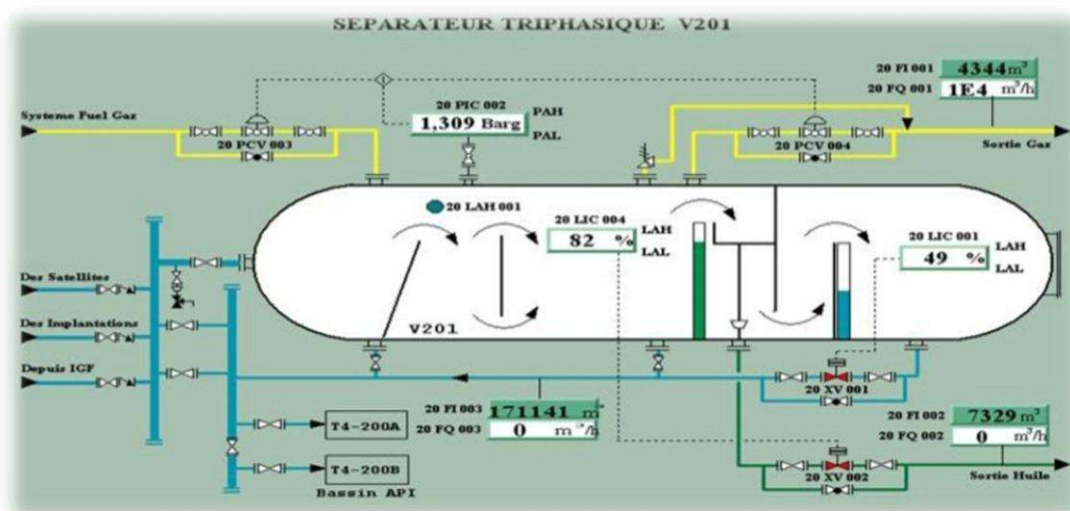 SEPARATEUR TRIPHASIQUE V201
20 FI 001 4344 m³
20 FQ 001 1E4 m³/h
Systeme Fuel Gaz
20 PIC 002 PAH
1,309 Barg
PAL
20 PCV 003
20 PCV 004
Sortie Gaz
20 LAH 001
20 LIC 004 LAH
82 %
LAL
20 LIC 001 LAH
49 %
LAL
Des Satellites
Des Implantations
Depuis IGF
V201
20 XV 001
20 FI 003 171141 m³
20 FQ 003 0 m³/h
20 FI 002 7329 m³
20 FQ 002 0 m³/h
T4-200A
T4-200B
Bassin API
20 XV 002
Sortie Huile